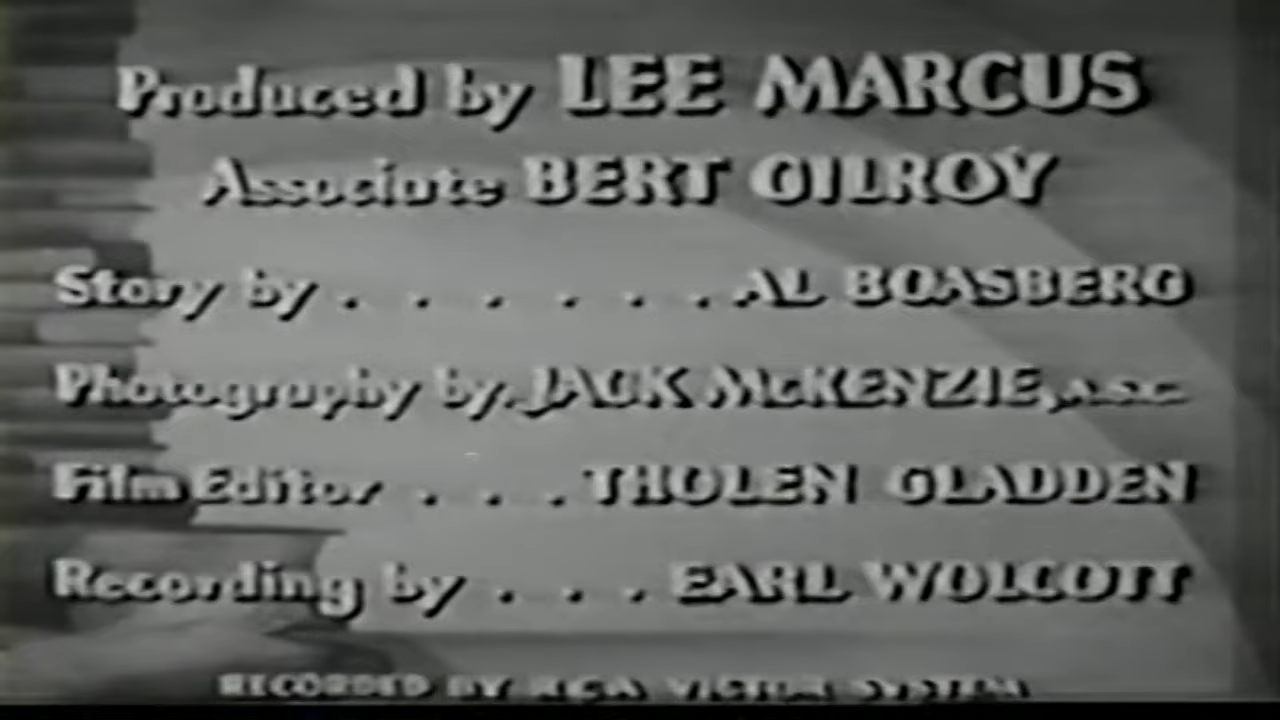 Produced by LEE MARCUS
Associate BERT GILROY
Story by . . . . . . AL BOASBERG
Photography by. JACK McKENZIE, A.S.C.
Film Editor . . . THOLEN GLADDEN
Recording by . . . EARL WOLCOTT
RECORDED BY RCA VICTOR SYSTEM